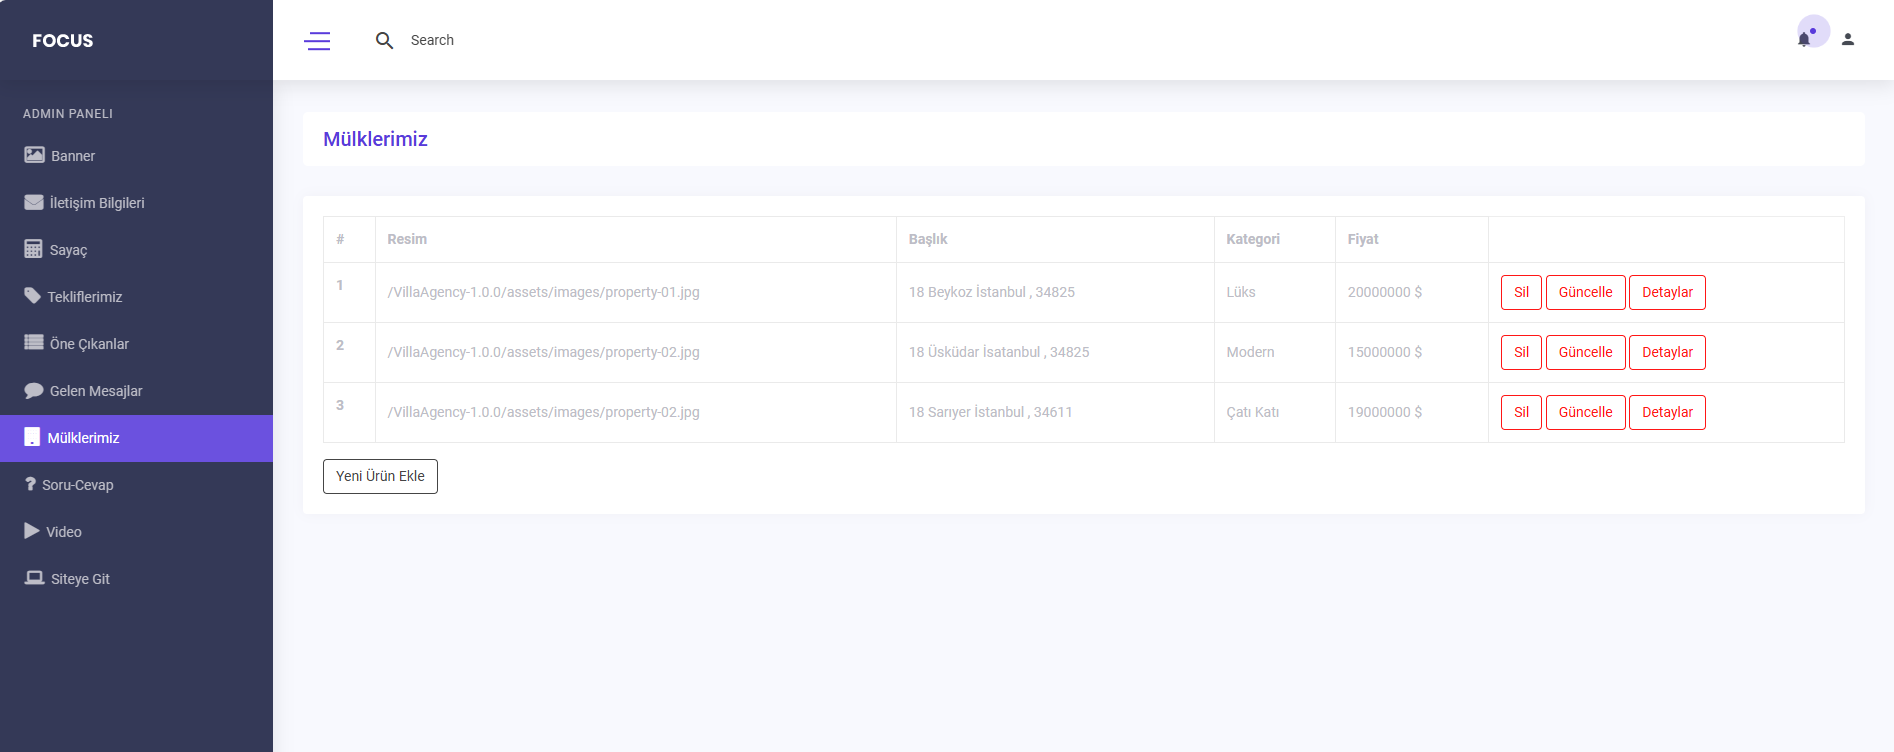 FOCUS
Search
ADMIN PANELI
Banner
İletişim Bilgileri
Sayaç
Tekliflerimiz
Öne Çıkanlar
Gelen Mesajlar
Mülklerimiz
Soru-Cevap
Video
Siteye Git
Mülklerimiz
# Resim Başlık Kategori Fiyat
1 /VillaAgency-1.0.0/assets/images/property-01.jpg 18 Beykoz İstanbul , 34825 Lüks 20000000 $ Sil Güncelle Detaylar
2 /VillaAgency-1.0.0/assets/images/property-02.jpg 18 Üsküdar İsatanbul , 34825 Modern 15000000 $ Sil Güncelle Detaylar
3 /VillaAgency-1.0.0/assets/images/property-02.jpg 18 Sarıyer İstanbul , 34611 Çatı Katı 19000000 $ Sil Güncelle Detaylar
Yeni Ürün Ekle